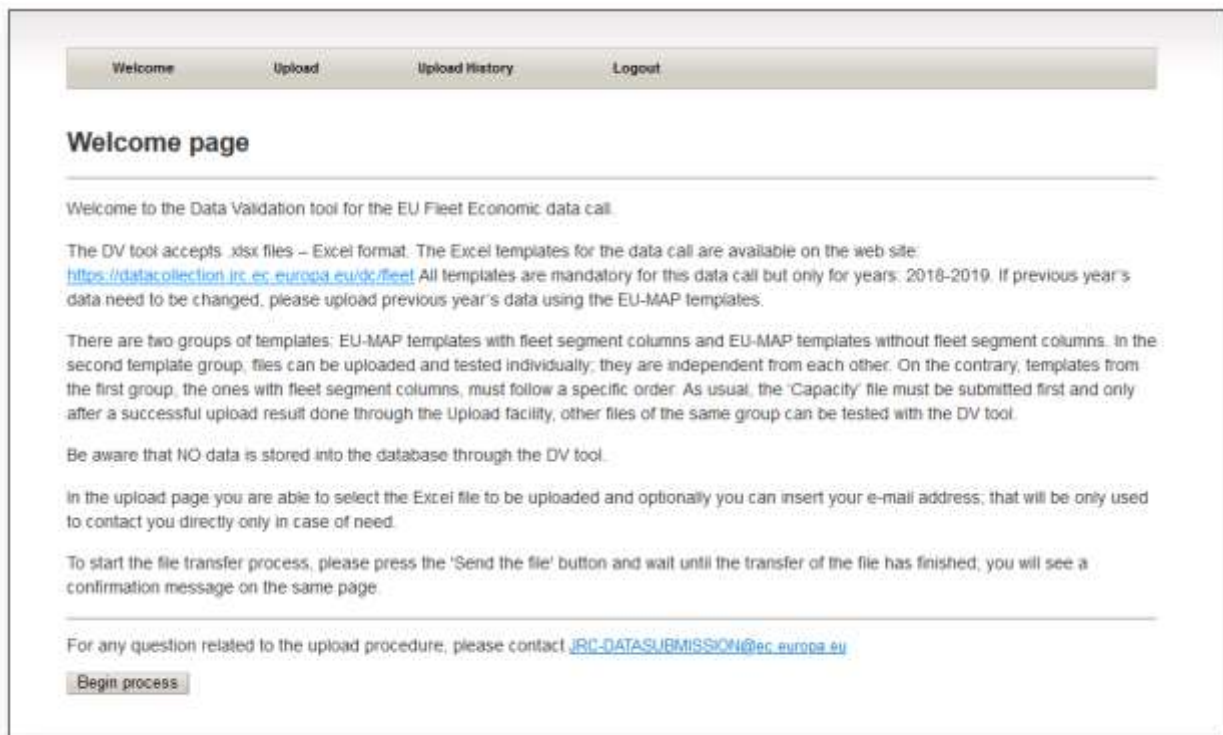 Welcome Upload Upload History Logout
Welcome page
Welcome to the Data Validation tool for the EU Fleet Economic data call.
The DV tool accepts .xlsx files – Excel format. The Excel templates for the data call are available on the web site:
https://datacollection.jrc.ec.europa.eu/dc/fleet All templates are mandatory for this data call but only for years: 2018-2019. If previous year's
data need to be changed, please upload previous year's data using the EU-MAP templates.
There are two groups of templates: EU-MAP templates with fleet segment columns and EU-MAP templates without fleet segment columns. In the
second template group, files can be uploaded and tested individually; they are independent from each other. On the contrary, templates from
the first group, the ones with fleet segment columns, must follow a specific order. As usual, the 'Capacity' file must be submitted first and only
after a successful upload result done through the Upload facility, other files of the same group can be tested with the DV tool.
Be aware that NO data is stored into the database through the DV tool.
In the upload page you are able to select the Excel file to be uploaded and optionally you can insert your e-mail address; that will be only used
to contact you directly only in case of need.
To start the file transfer process, please press the 'Send the file' button and wait until the transfer of the file has finished; you will see a
confirmation message on the same page.
For any question related to the upload procedure, please contact JRC-DATASUBMISSION@ec.europa.eu
Begin process